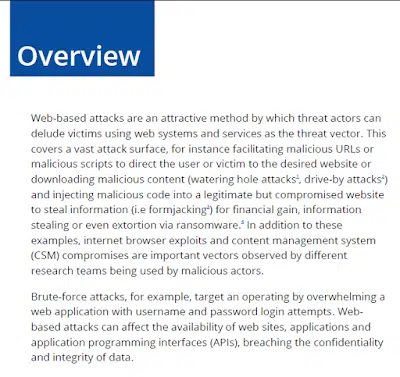 Overview
Web-based attacks are an attractive method by which threat actors can
delude victims using web systems and services as the threat vector. This
covers a vast attack surface, for instance facilitating malicious URLs or
malicious scripts to direct the user or victim to the desired website or
downloading malicious content (watering hole attacks¹, drive-by attacks²)
and injecting malicious code into a legitimate but compromised website
to steal information (i.e formjacking³) for financial gain, information
stealing or even extortion via ransomware.⁴ In addition to these
examples, internet browser exploits and content management system
(CSM) compromises are important vectors observed by different
research teams being used by malicious actors.
Brute-force attacks, for example, target an operating by overwhelming a
web application with username and password login attempts. Web-
based attacks can affect the availability of web sites, applications and
application programming interfaces (APIs), breaching the confidentiality
and integrity of data.